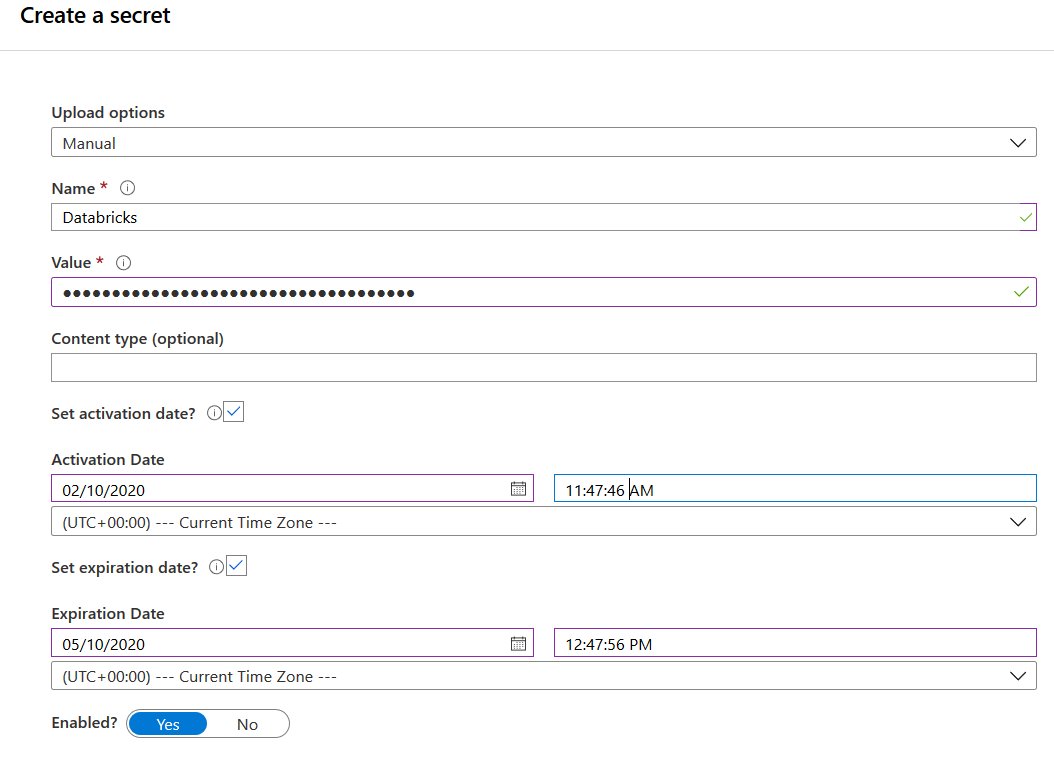 Create a secret
Upload options
Manual
Name *
Databricks
Value *
••••••••••••••••••••••••••••••••••••
Content type (optional)
Set activation date?
Activation Date
02/10/2020 11:47:46 AM
(UTC+00:00) --- Current Time Zone ---
Set expiration date?
Expiration Date
05/10/2020 12:47:56 PM
(UTC+00:00) --- Current Time Zone ---
Enabled? Yes No